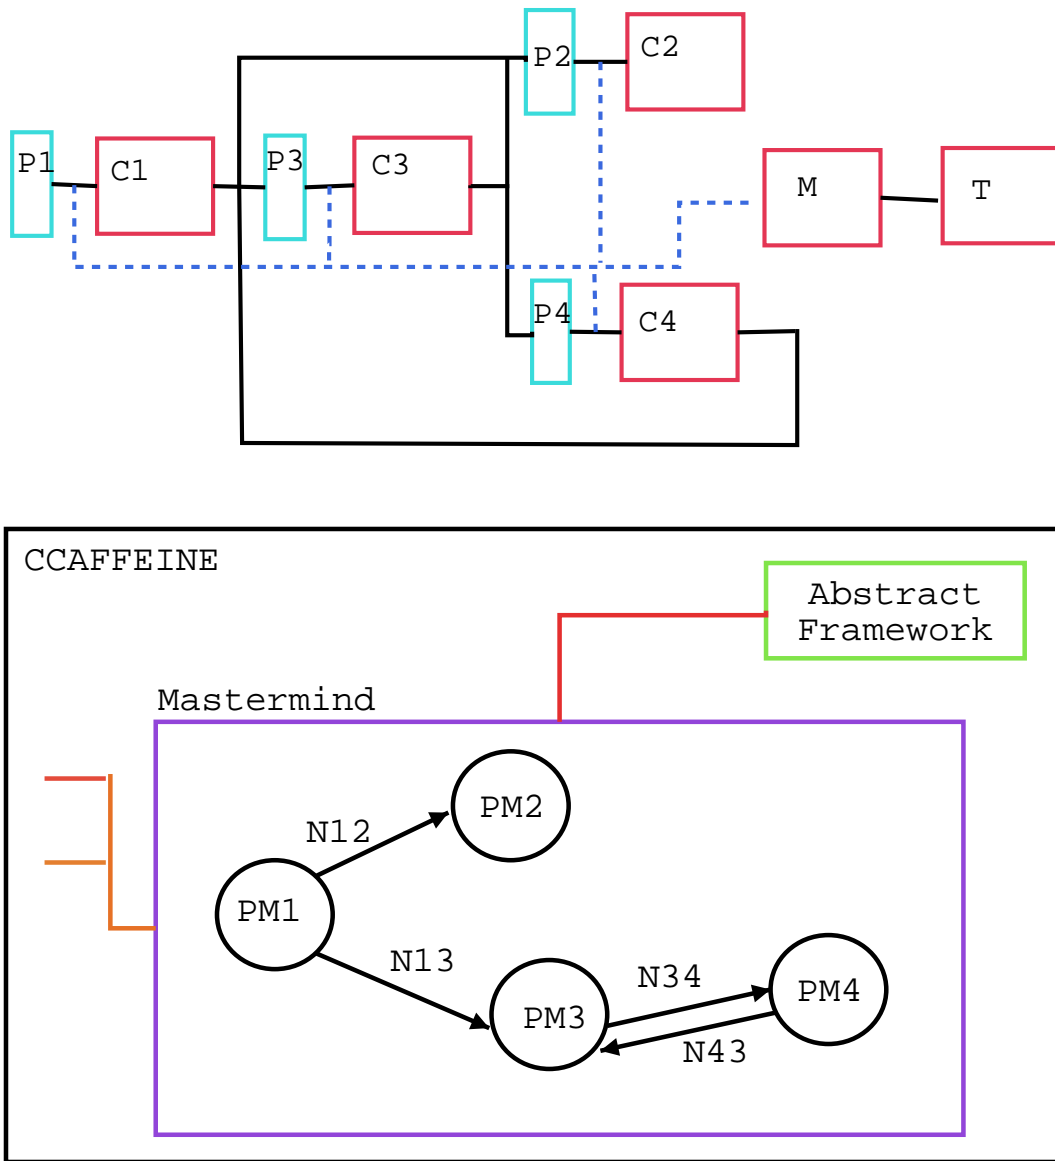 P2
C2
P1
C1
P3
C3
M
T
P4
C4
CCAFFEINE
Abstract
Framework
Mastermind
PM2
N12
PM1
N13
N34
PM4
PM3
N43